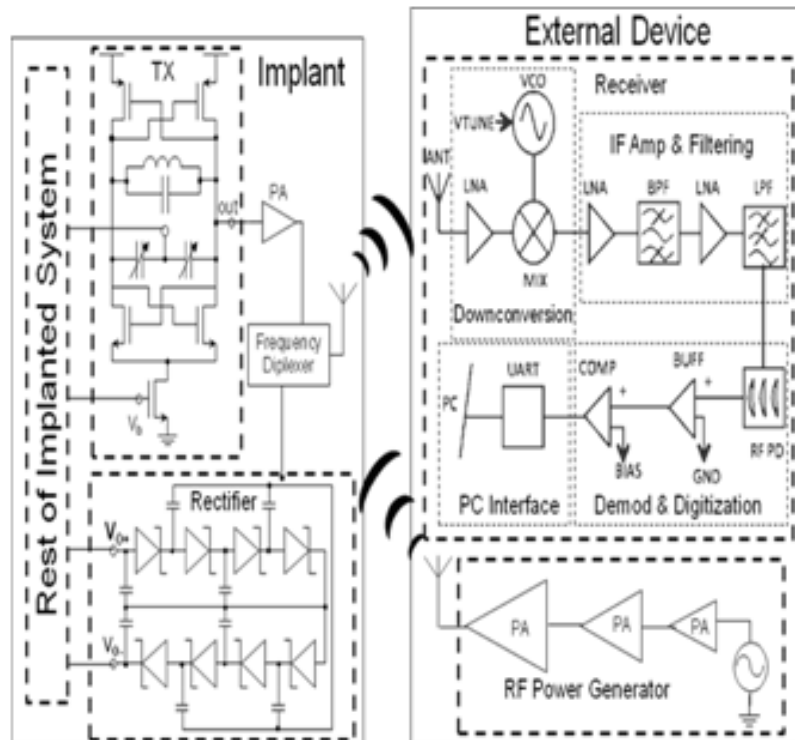 External Device
Implant
TX
Rest of Implanted System
out
PA
Frequency
Diplexer
V₀
Rectifier
V₀₊
V₀₋
Receiver
VCO
VTUNE
ANT
LNA
MIX
Downconversion
IF Amp & Filtering
LNA
BPF
LNA
LPF
PC
UART
PC Interface
COMP
+
BIAS
BUFF
+
GND
RF PD
Demod & Digitization
PA
PA
PA
RF Power Generator